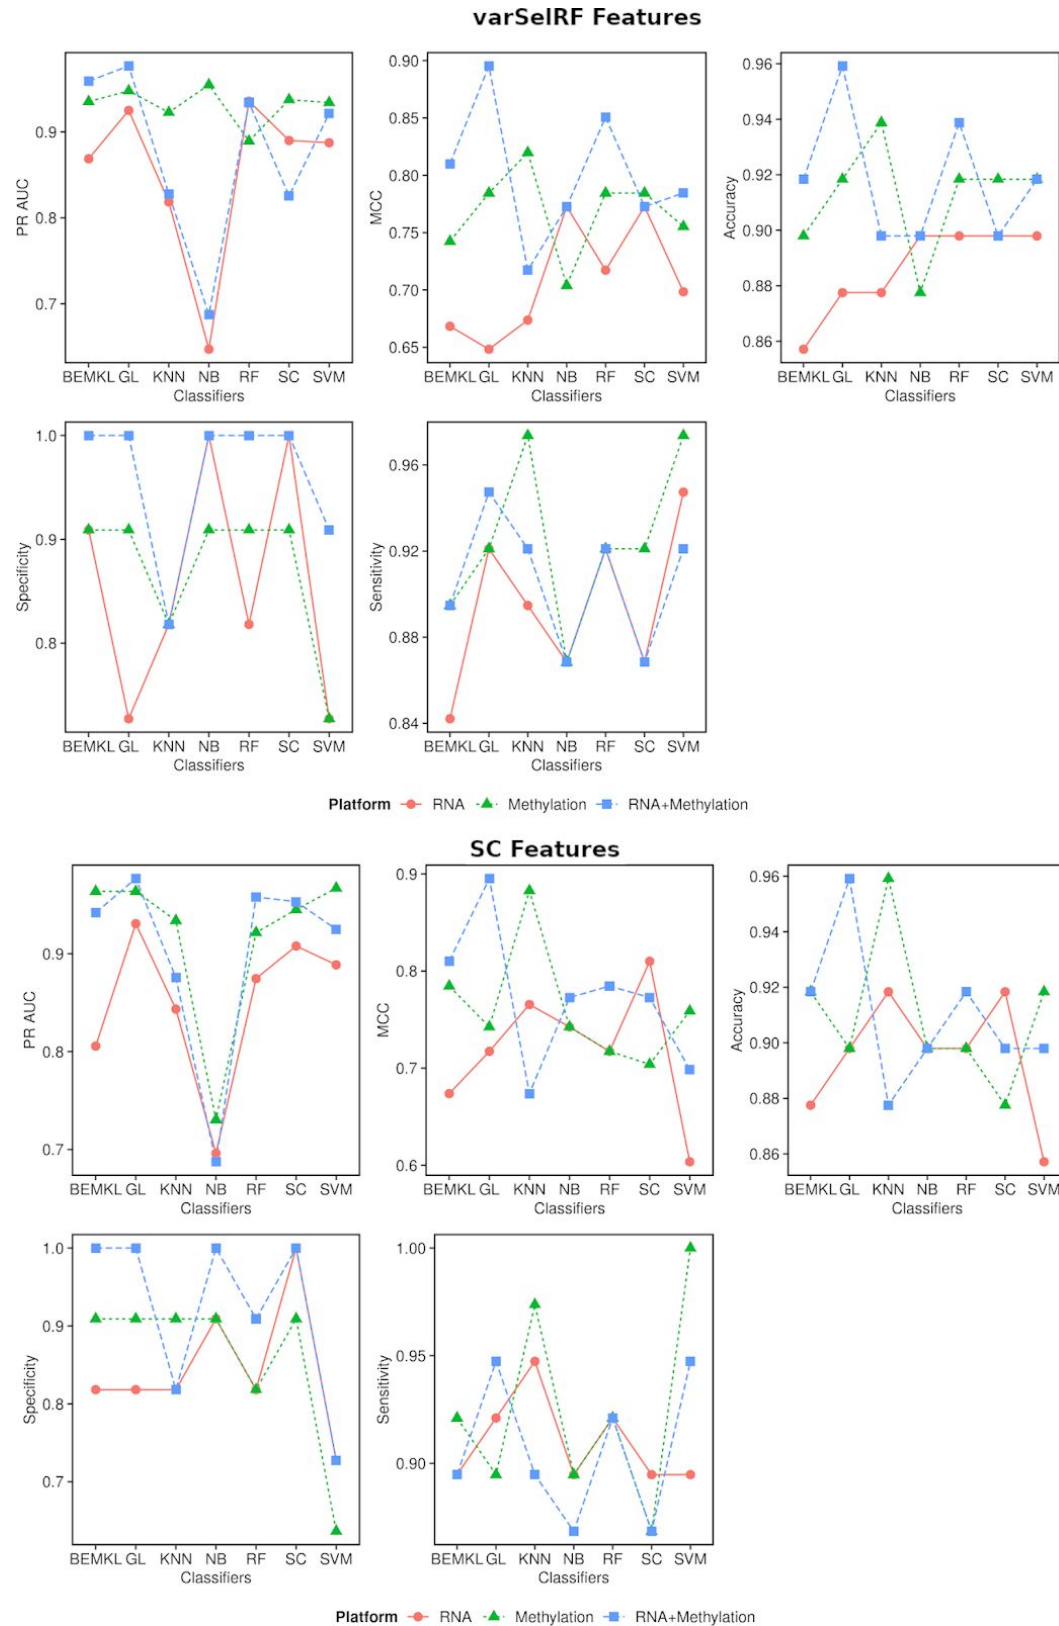 varSelRF Features
PR AUC
0.9
0.8
0.7
BEMKL GL KNN NB RF SC SVM
Classifiers
MCC
0.90
0.85
0.80
0.75
0.70
0.65
BEMKL GL KNN NB RF SC SVM
Classifiers
Accuracy
0.96
0.94
0.92
0.90
0.88
0.86
BEMKL GL KNN NB RF SC SVM
Classifiers
Specificity
1.0
0.9
0.8
BEMKL GL KNN NB RF SC SVM
Classifiers
Sensitivity
0.96
0.92
0.88
0.84
BEMKL GL KNN NB RF SC SVM
Classifiers
Platform RNA Methylation RNA+Methylation
SC Features
PR AUC
0.9
0.8
0.7
BEMKL GL KNN NB RF SC SVM
Classifiers
MCC
0.9
0.8
0.7
0.6
BEMKL GL KNN NB RF SC SVM
Classifiers
Accuracy
0.96
0.94
0.92
0.90
0.88
0.86
BEMKL GL KNN NB RF SC SVM
Classifiers
Specificity
1.0
0.9
0.8
0.7
BEMKL GL KNN NB RF SC SVM
Classifiers
Sensitivity
1.00
0.95
0.90
BEMKL GL KNN NB RF SC SVM
Classifiers
Platform RNA Methylation RNA+Methylation